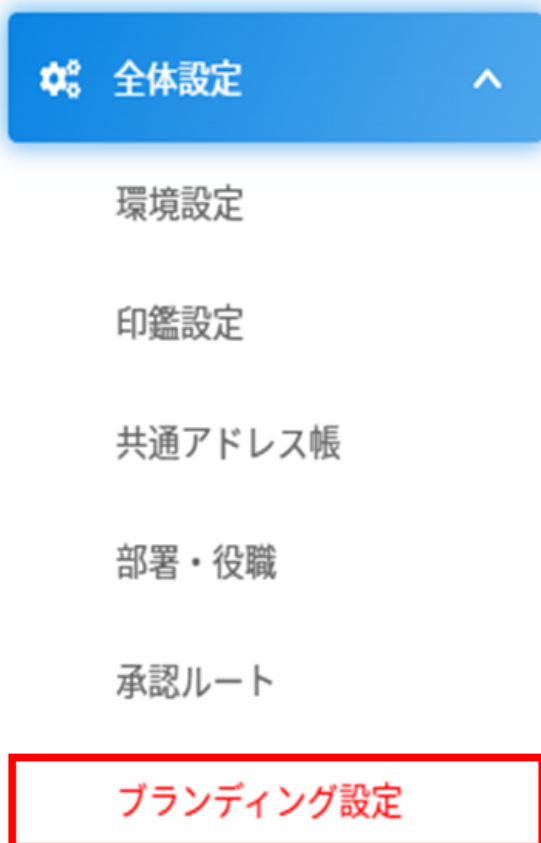 全体設定
環境設定
印鑑設定
共通アドレス帳
部署・役職
承認ルート
ブランディング設定